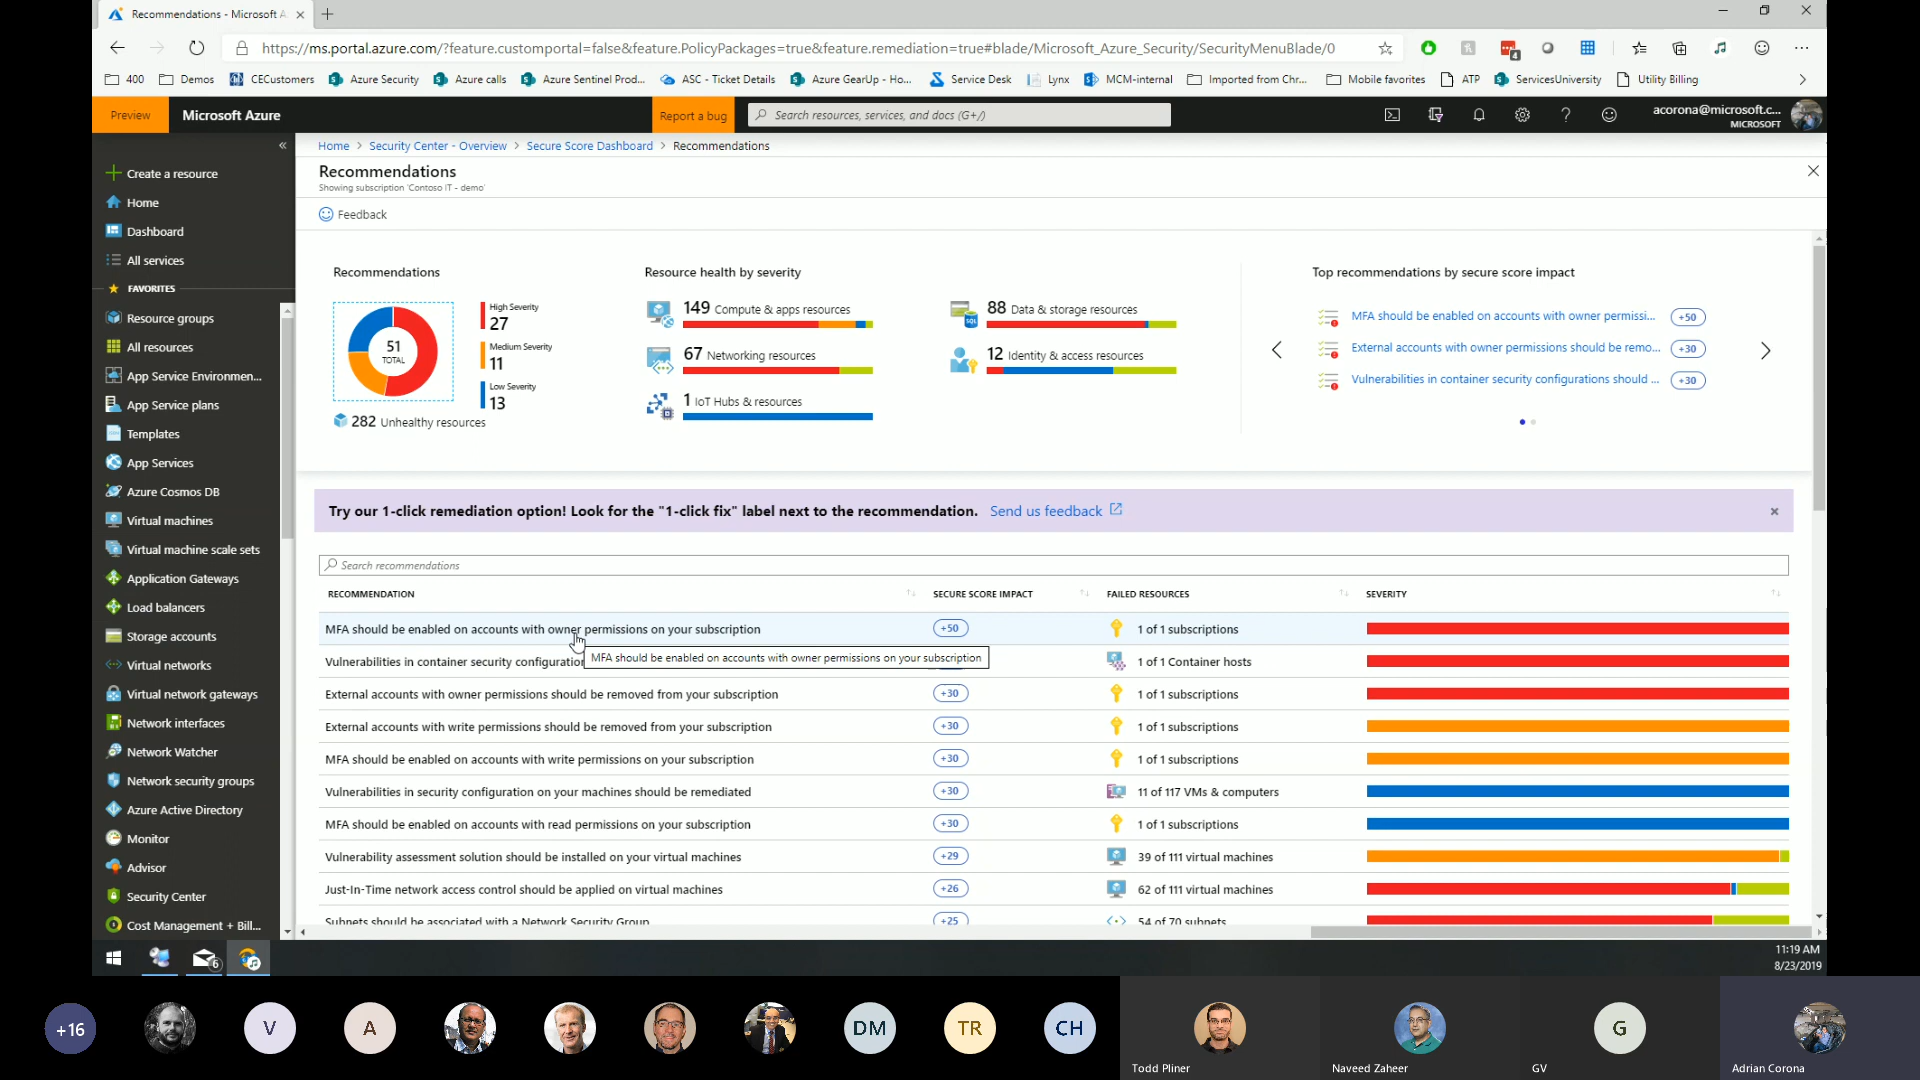 Recommendations - Microsoft A
https://ms.portal.azure.com/?feature.customportal=false&feature.PolicyPackages=true&feature.remediation=true#blade/Microsoft_Azure_Security/SecurityMenuBlade/0
4
400
Demos
CECustomers
Azure Security
Azure calls
Azure Sentinel Prod...
ASC - Ticket Details
Azure GearUp - Ho...
Service Desk
Lynx
MCM-internal
Imported from Chr...
Mobile favorites
ATP
ServicesUniversity
Utility Billing
Preview
Microsoft Azure
Report a bug
Search resources, services, and docs (G+/)
acorona@microsoft.c...
MICROSOFT
Create a resource
Home
Dashboard
All services
FAVORITES
Resource groups
All resources
App Service Environmen...
App Service plans
Templates
App Services
Azure Cosmos DB
Virtual machines
Virtual machine scale sets
Application Gateways
Load balancers
Storage accounts
Virtual networks
Virtual network gateways
Network interfaces
Network Watcher
Network security groups
Azure Active Directory
Monitor
Advisor
Security Center
Cost Management + Bill...
Home > Security Center - Overview > Secure Score Dashboard > Recommendations
Recommendations
Showing subscription 'Contoso IT - demo'
Feedback
Recommendations
51
TOTAL
High Severity
27
Medium Severity
11
Low Severity
13
282 Unhealthy resources
Resource health by severity
149 Compute & apps resources
88 Data & storage resources
67 Networking resources
12 Identity & access resources
1 IoT Hubs & resources
Top recommendations by secure score impact
MFA should be enabled on accounts with owner permissi... +50
External accounts with owner permissions should be remo... +30
Vulnerabilities in container security configurations should ... +30
Try our 1-click remediation option! Look for the "1-click fix" label next to the recommendation. Send us feedback
Search recommendations
RECOMMENDATION SECURE SCORE IMPACT FAILED RESOURCES SEVERITY
MFA should be enabled on accounts with owner permissions on your subscription +50 1 of 1 subscriptions
MFA should be enabled on accounts with owner permissions on your subscription
Vulnerabilities in container security configuration 1 of 1 Container hosts
External accounts with owner permissions should be removed from your subscription +30 1 of 1 subscriptions
External accounts with write permissions should be removed from your subscription +30 1 of 1 subscriptions
MFA should be enabled on accounts with write permissions on your subscription +30 1 of 1 subscriptions
Vulnerabilities in security configuration on your machines should be remediated +30 11 of 117 VMs & computers
MFA should be enabled on accounts with read permissions on your subscription +30 1 of 1 subscriptions
Vulnerability assessment solution should be installed on your virtual machines +29 39 of 111 virtual machines
Just-In-Time network access control should be applied on virtual machines +26 62 of 111 virtual machines
Subnets should be associated with a Network Security Group +25 54 of 70 subnets
6
11:19 AM
8/23/2019
+16
V
A
DM
TR
CH
G
Todd Pliner
Naveed Zaheer
GV
Adrian Corona